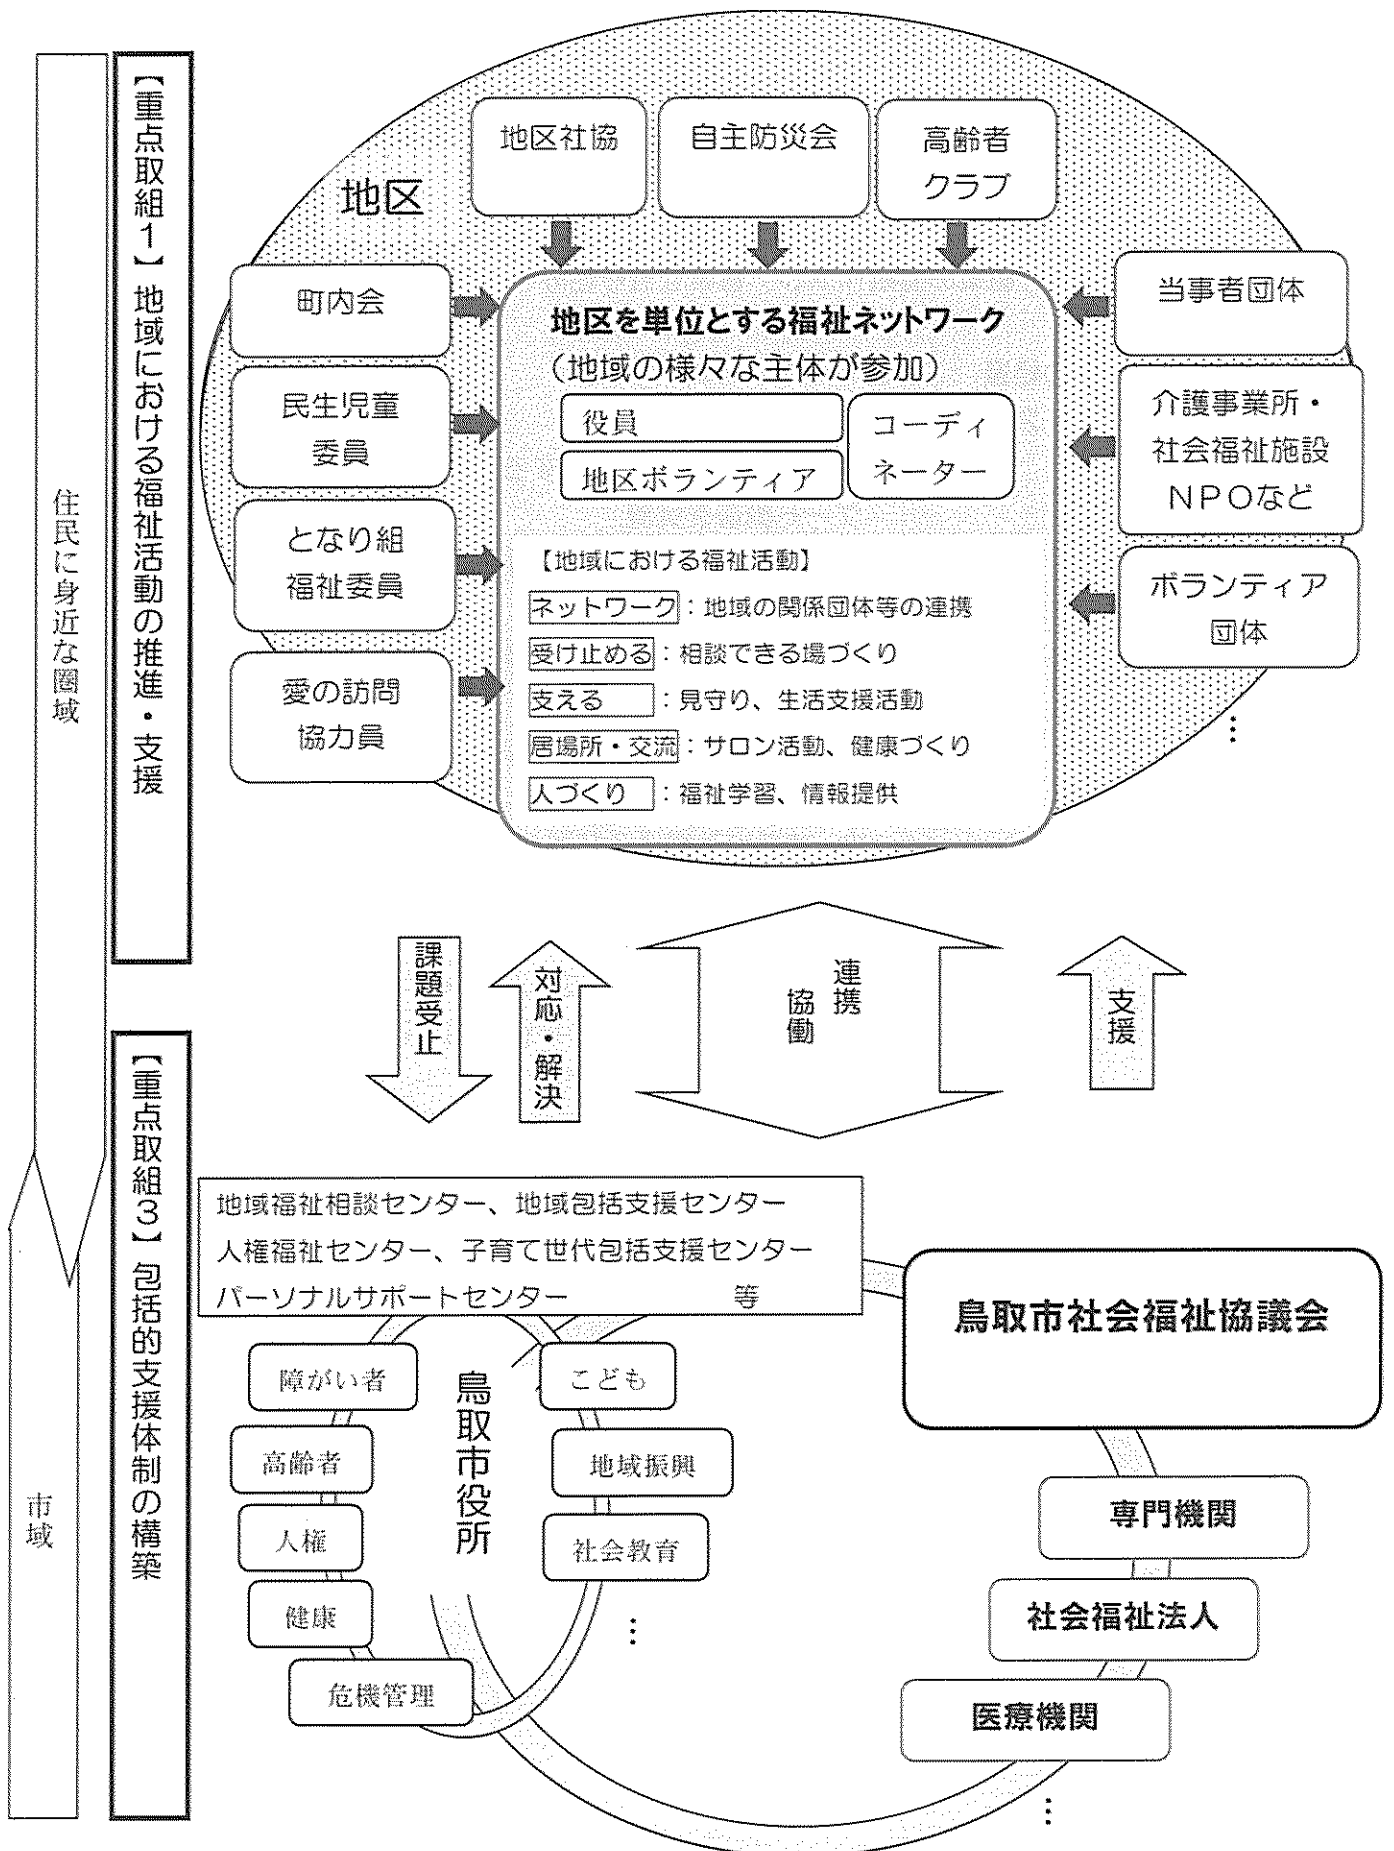 住民に身近な圏域
市域
【重点取組1】地域における福祉活動の推進・支援
【重点取組3】包括的支援体制の構築
地区
地区社協
自主防災会
高齢者
クラブ
町内会
民生児童
委員
となり組
福祉委員
愛の訪問
協力員
地区を単位とする福祉ネットワーク
(地域の様々な主体が参加)
役員
地区ボランティア
コーディ
ネーター
【地域における福祉活動】
ネットワーク:地域の関係団体等の連携
受け止める:相談できる場づくり
支える:見守り、生活支援活動
居場所・交流:サロン活動、健康づくり
人づくり:福祉学習、情報提供
当事者団体
介護事業所・
社会福祉施設
NPOなど
ボランティア
団体
…
課題受止
対応・解決
連携
協働
支援
地域福祉相談センター、地域包括支援センター
人権福祉センター、子育て世代包括支援センター
パーソナルサポートセンター 等
鳥取市役所
障がい者
高齢者
人権
健康
危機管理
こども
地域振興
社会教育
…
鳥取市社会福祉協議会
専門機関
社会福祉法人
医療機関
…